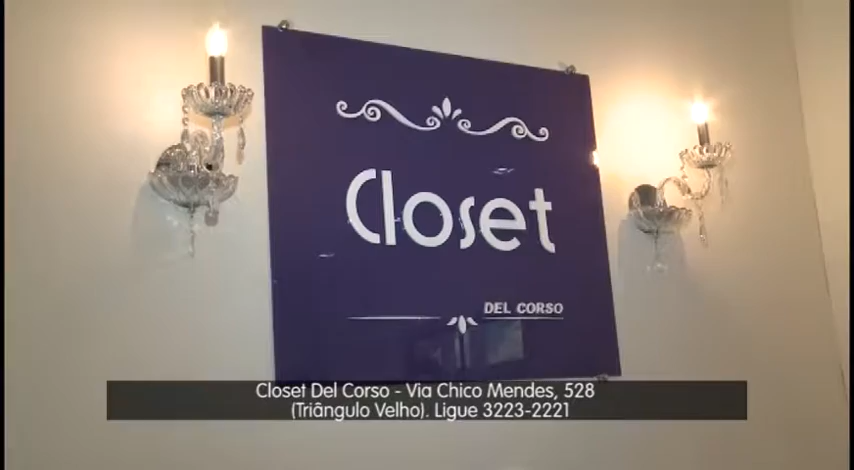 Closet
DEL CORSO
Closet Del Corso - Via Chico Mendes, 528
(Triângulo Velho). Ligue 3223-2221